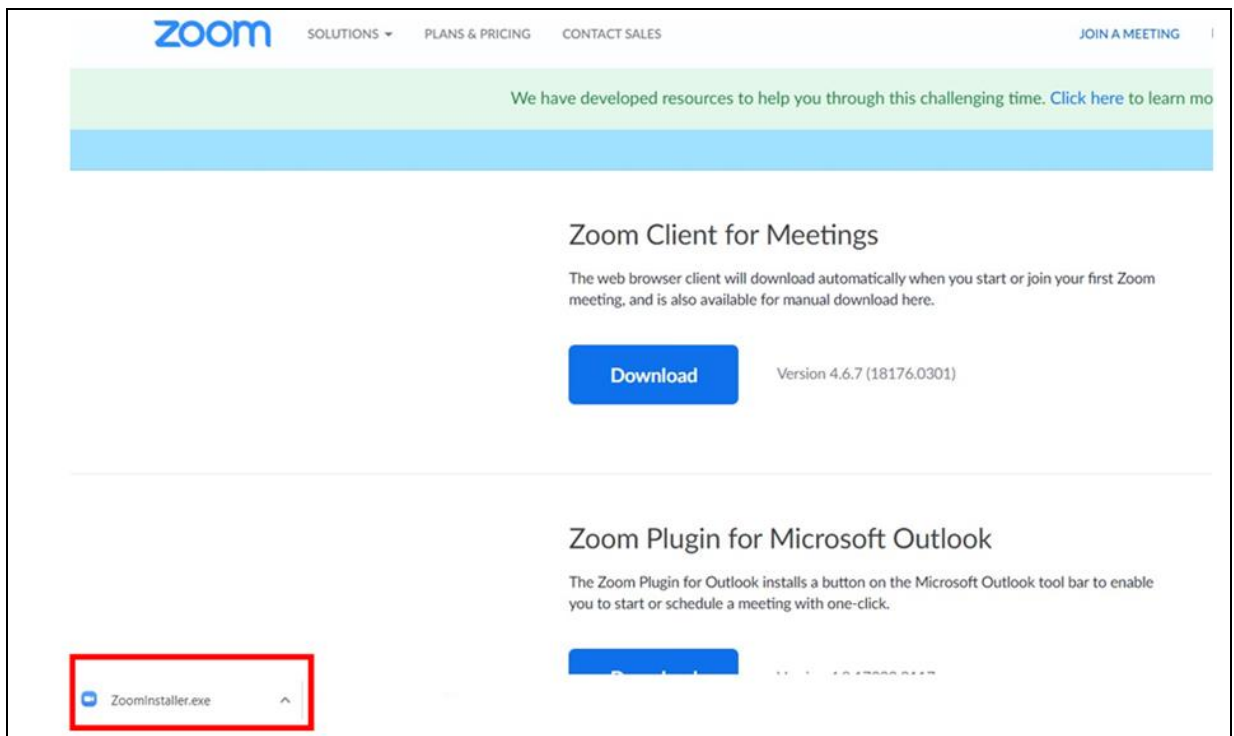 zoom
SOLUTIONS PLANS & PRICING CONTACT SALES JOIN A MEETING
We have developed resources to help you through this challenging time. Click here to learn mo
Zoom Client for Meetings
The web browser client will download automatically when you start or join your first Zoom
meeting, and is also available for manual download here.
Download Version 4.6.7 (18176.0301)
Zoom Plugin for Microsoft Outlook
The Zoom Plugin for Outlook installs a button on the Microsoft Outlook tool bar to enable
you to start or schedule a meeting with one-click.
ZoomInstaller.exe